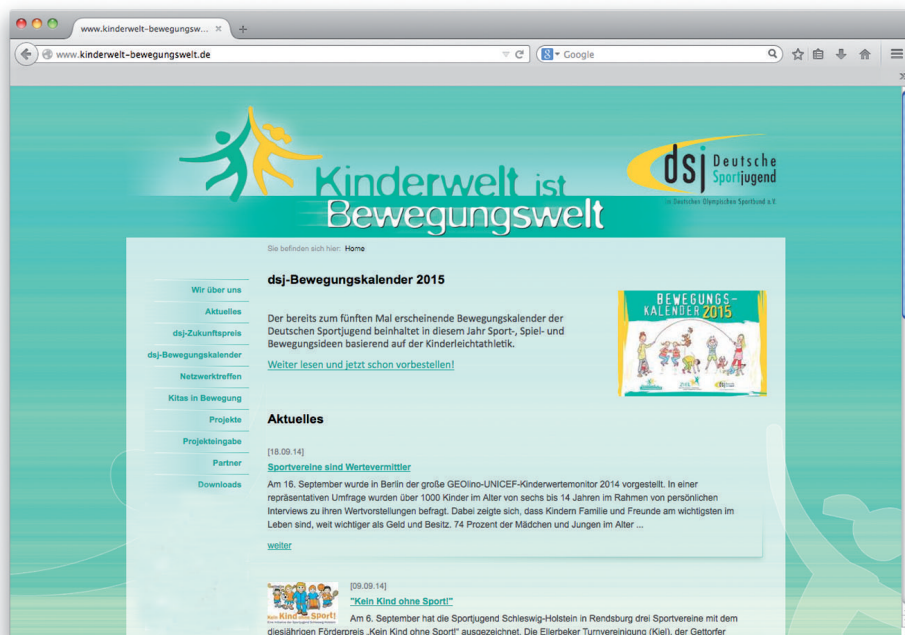 www.kinderwelt-bewegungsw...
www.kinderwelt-bewegungswelt.de
Google
Kinderwelt ist
Bewegungswelt
dsj Deutsche
Sportjugend
im Deutschen Olympischen Sportbund e.V.
Sie befinden sich hier: Home
Wir über uns
Aktuelles
dsj-Zukunftspreis
dsj-Bewegungskalender
Netzwerktreffen
Kitas in Bewegung
Projekte
Projekteingabe
Partner
Downloads
dsj-Bewegungskalender 2015
Der bereits zum fünften Mal erscheinende Bewegungskalender der
Deutschen Sportjugend beinhaltet in diesem Jahr Sport-, Spiel- und
Bewegungsideen basierend auf der Kinderleichtathletik.
Weiter lesen und jetzt schon vorbestellen!
BEWEGUNGS-
KALENDER 2015
Aktuelles
[18.09.14]
Sportvereine sind Wertevermittler
Am 16. September wurde in Berlin der große GEOlino-UNICEF-Kinderwertemonitor 2014 vorgestellt. In einer
repräsentativen Umfrage wurden über 1000 Kinder im Alter von sechs bis 14 Jahren im Rahmen von persönlichen
Interviews zu ihren Wertvorstellungen befragt. Dabei zeigte sich, dass Kindern Familie und Freunde am wichtigsten im
Leben sind, weit wichtiger als Geld und Besitz. 74 Prozent der Mädchen und Jungen im Alter ...
weiter
Kein Kind ohne Sport!
[09.09.14]
"Kein Kind ohne Sport!"
Am 6. September hat die Sportjugend Schleswig-Holstein in Rendsburg drei Sportvereine mit dem
diesjährigen Förderpreis „Kein Kind ohne Sport!" ausgezeichnet. Die Ellerbeker Turnvereinigung (Kiel), der Gettorfer